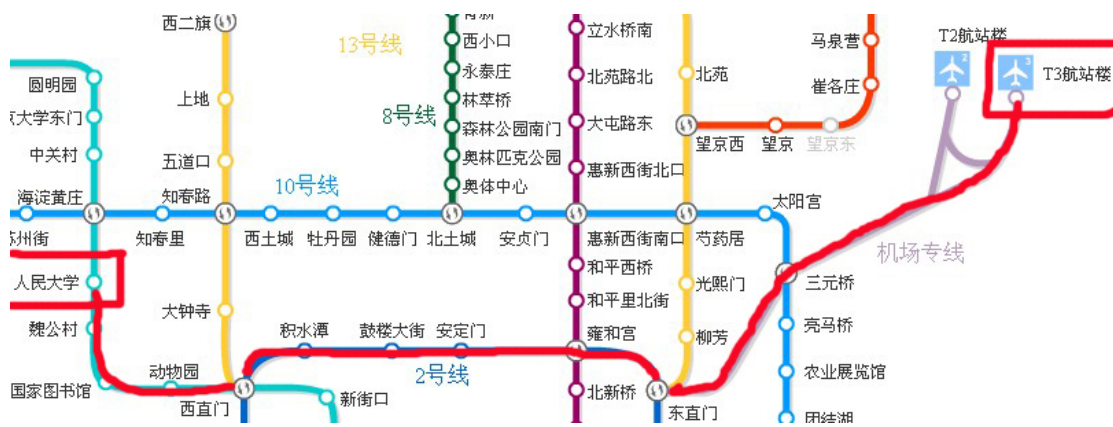 西二旗
西小口
立水桥南
马泉营
T2航站楼
2
3
T3航站楼
13号线
圆明园
上地
永泰庄
北苑路北
北苑
崔各庄
林萃桥
8号线
大学东门
森林公园南门
大屯路东
中关村
五道口
奥林匹克公园
惠新西街北口
望京西
望京
望京东
海淀黄庄
知春路
10号线
奥体中心
太阳宫
州街
知春里
西土城
牡丹园
健德门
北土城
安贞门
惠新西街南口
芍药居
机场专线
人民大学
和平西桥
光熙门
三元桥
大钟寺
和平里北街
魏公村
积水潭
鼓楼大街
安定门
雍和宫
柳芳
亮马桥
国家图书馆
动物园
2号线
农业展览馆
西直门
新街口
北新桥
东直门
团结湖